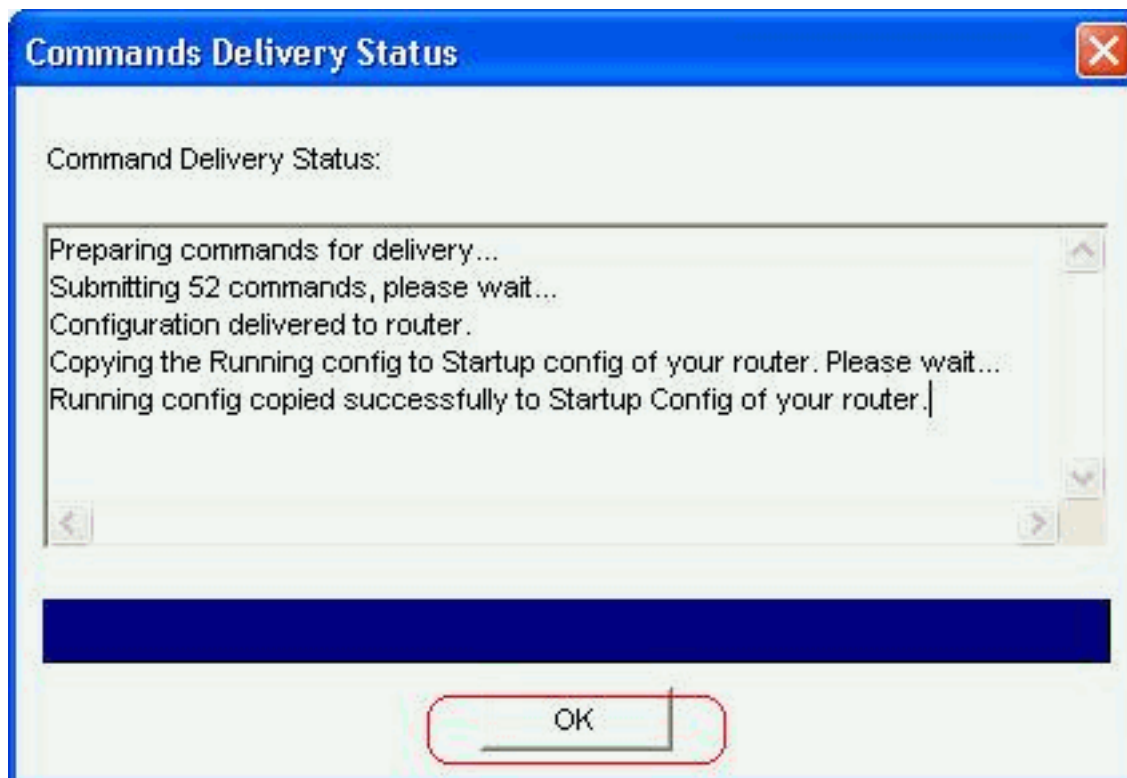 Commands Delivery Status
Command Delivery Status:
Preparing commands for delivery...
Submitting 52 commands, please wait...
Configuration delivered to router.
Copying the Running config to Startup config of your router. Please wait...
Running config copied successfully to Startup Config of your router.
OK